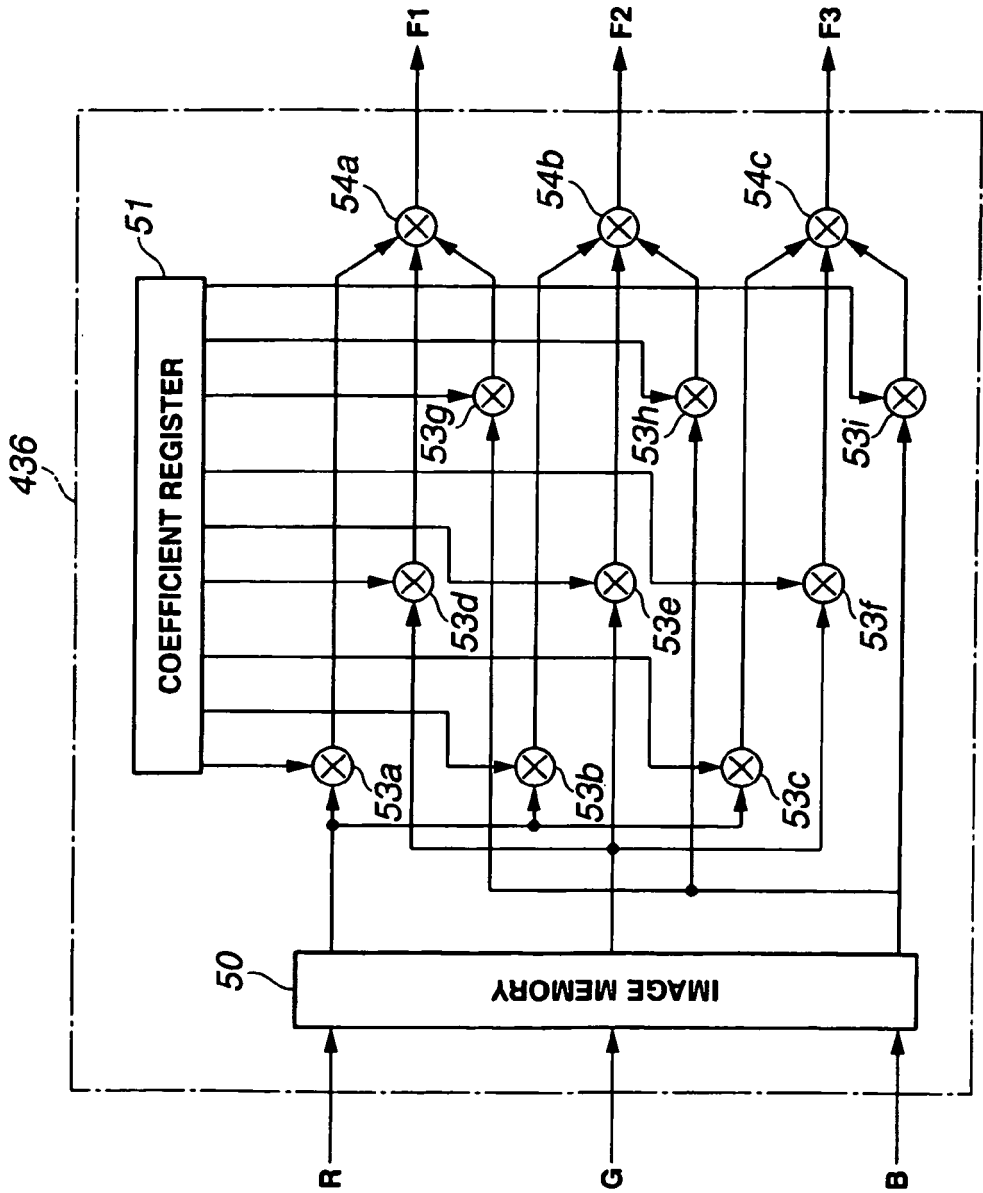 436
COEFFICIENT REGISTER
51
IMAGE MEMORY
50
R
G
B
53a
53b
53c
53d
53e
53f
53g
53h
53i
54a
54b
54c
F1
F2
F3